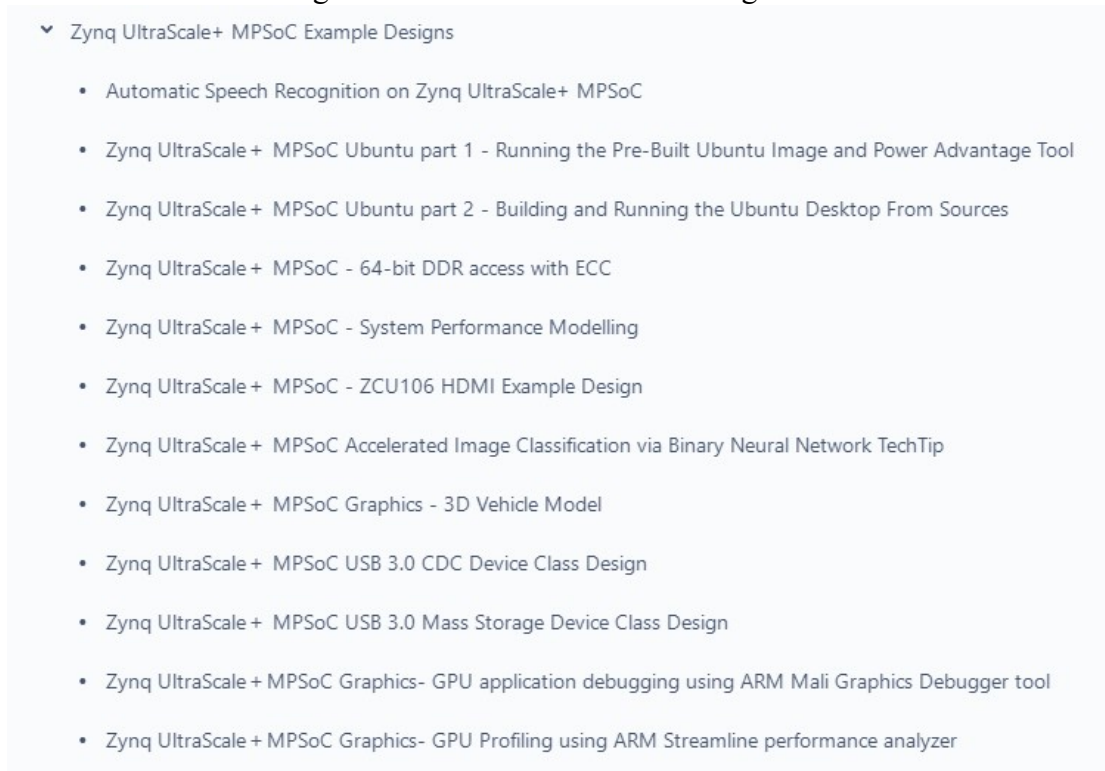 Zynq UltraScale+ MPSoC Example Designs
• Automatic Speech Recognition on Zynq UltraScale+ MPSoC
• Zynq UltraScale+ MPSoC Ubuntu part 1 - Running the Pre-Built Ubuntu Image and Power Advantage Tool
• Zynq UltraScale+ MPSoC Ubuntu part 2 - Building and Running the Ubuntu Desktop From Sources
• Zynq UltraScale+ MPSoC - 64-bit DDR access with ECC
• Zynq UltraScale+ MPSoC - System Performance Modelling
• Zynq UltraScale+ MPSoC - ZCU106 HDMI Example Design
• Zynq UltraScale+ MPSoC Accelerated Image Classification via Binary Neural Network TechTip
• Zynq UltraScale+ MPSoC Graphics - 3D Vehicle Model
• Zynq UltraScale+ MPSoC USB 3.0 CDC Device Class Design
• Zynq UltraScale+ MPSoC USB 3.0 Mass Storage Device Class Design
• Zynq UltraScale+MPSoC Graphics- GPU application debugging using ARM Mali Graphics Debugger tool
• Zynq UltraScale+MPSoC Graphics- GPU Profiling using ARM Streamline performance analyzer